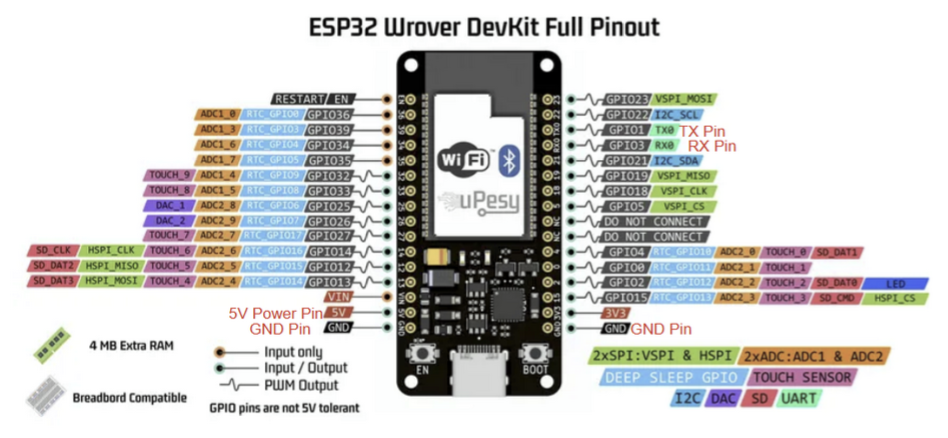 ESP32 Wrover DevKit Full Pinout
RESTART EN
ADC1_0 RTC_GPIO0 GPIO36
ADC1_3 RTC_GPIO3 GPIO39
ADC1_6 RTC_GPIO4 GPIO34
ADC1_7 RTC_GPIO5 GPIO35
TOUCH_9 ADC1_4 RTC_GPIO9 GPIO32
TOUCH_8 ADC1_5 RTC_GPIO8 GPIO33
DAC_1 ADC2_8 RTC_GPIO6 GPIO25
DAC_2 ADC2_9 RTC_GPIO7 GPIO26
TOUCH_7 ADC2_7 RTC_GPIO17 GPIO27
SD_CLK HSPI_CLK TOUCH_6 ADC2_6 RTC_GPIO16 GPIO14
SD_DAT2 HSPI_MISO TOUCH_5 ADC2_5 RTC_GPIO15 GPIO12
SD_DAT3 HSPI_MOSI TOUCH_4 ADC2_4 RTC_GPIO14 GPIO13
VIN
5V Power Pin 5V
GND Pin GND
WiFi
uPesy
EN
BOOT
GPIO23 VSPI_MOSI
GPIO22 I2C_SCL
GPIO1 TX0 TX Pin
GPIO3 RX0 RX Pin
GPIO21 I2C_SDA
GPIO19 VSPI_MISO
GPIO18 VSPI_CLK
GPIO5 VSPI_CS
DO NOT CONNECT
DO NOT CONNECT
GPIO4 RTC_GPIO10 ADC2_0 TOUCH_0 SD_DAT1
GPIO0 RTC_GPIO11 ADC2_1 TOUCH_1
GPIO2 RTC_GPIO12 ADC2_2 TOUCH_2 SD_DAT0 LED
GPIO15 RTC_GPIO13 ADC2_3 TOUCH_3 SD_CMD HSPI_CS
3V3
GND GND Pin
4 MB Extra RAM
Breadbord Compatible
Input only
Input / Output
PWM Output
GPIO pins are not 5V tolerant
2xSPI:VSPI & HSPI 2xADC:ADC1 & ADC2
DEEP SLEEP GPIO TOUCH SENSOR
I2C DAC SD UART